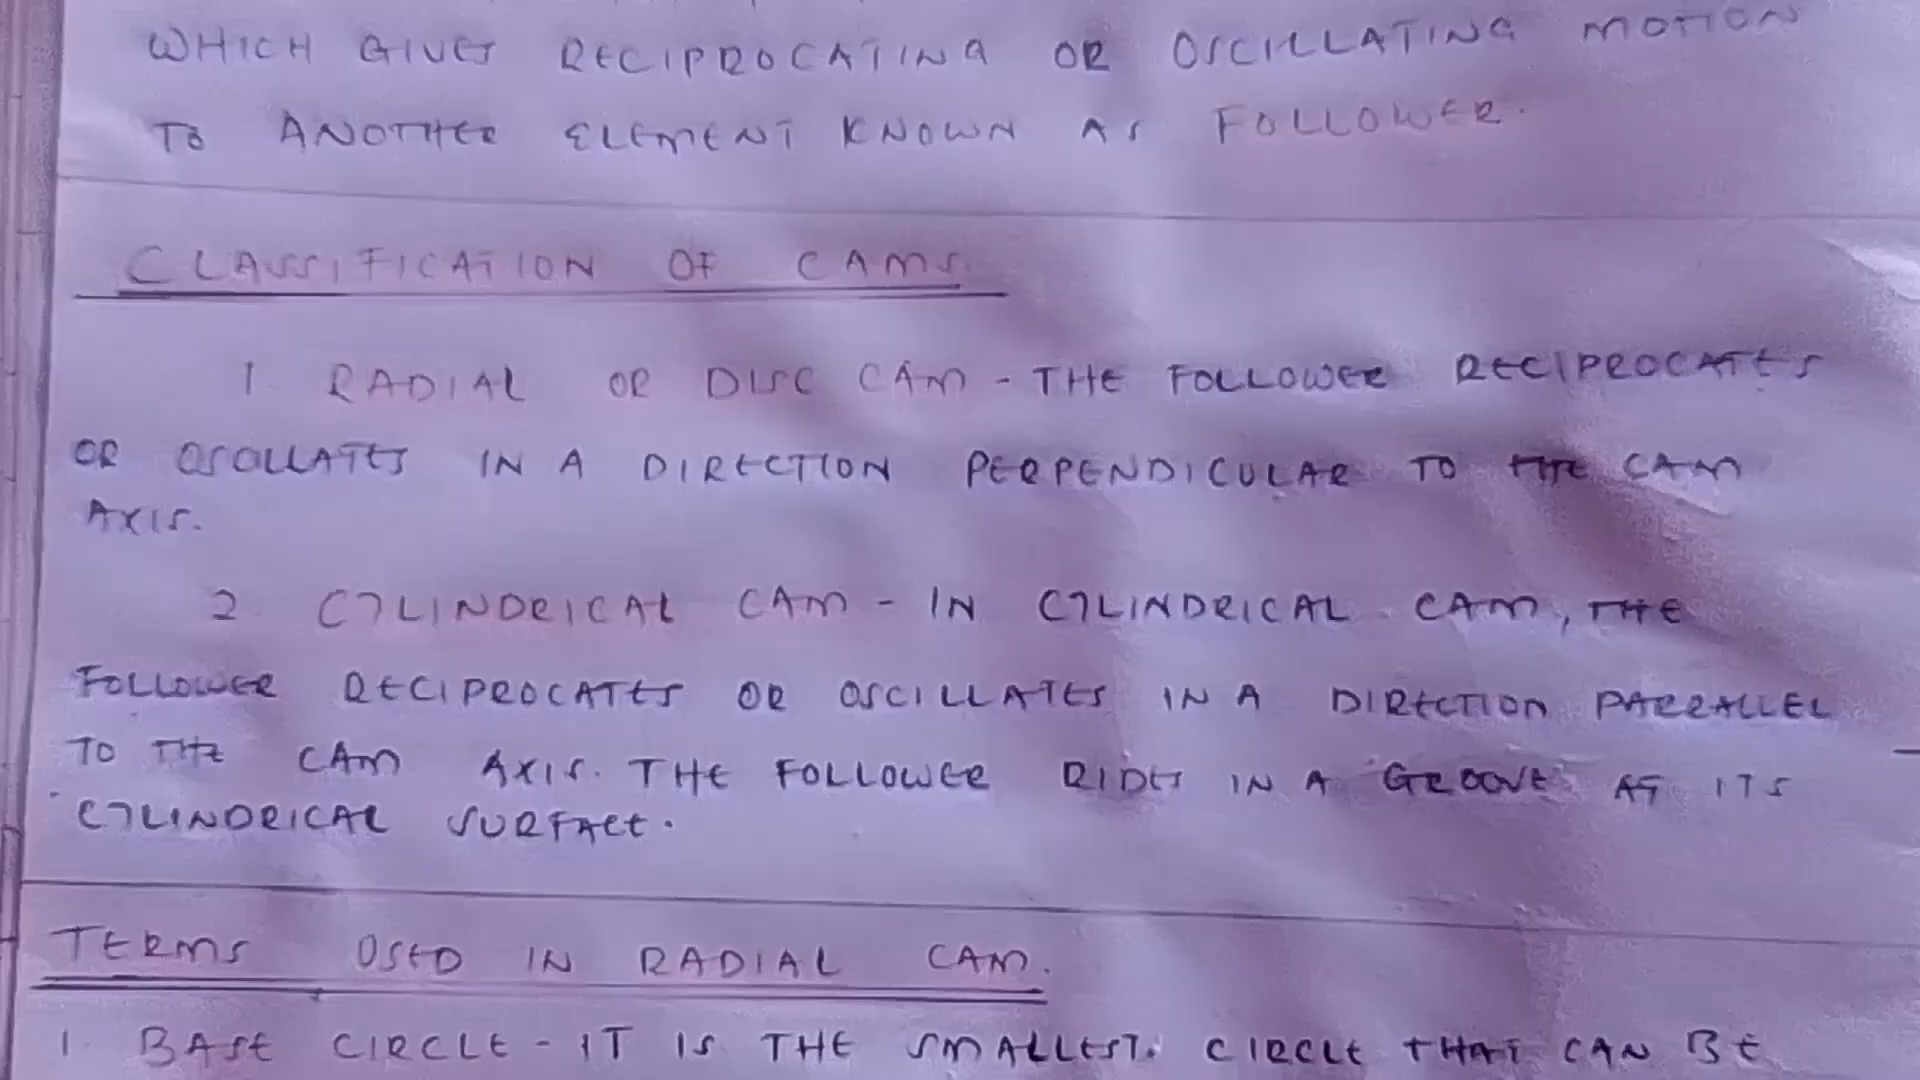 WHICH GIVES RECIPROCATING OR OSCILLATING MOTION
TO ANOTHER ELEMENT KNOWN AS FOLLOWER.
CLASSIFICATION OF CAMS.
1. RADIAL OR DISC CAM - THE FOLLOWER RECIPROCATES
OR OSCILLATES IN A DIRECTION PERPENDICULAR TO THE CAM
AXIS.
2. CYLINDRICAL CAM - IN CYLINDRICAL CAM, THE
FOLLOWER RECIPROCATES OR OSCILLATES IN A DIRECTION PARRALLEL
TO THE CAM AXIS. THE FOLLOWER RIDES IN A GROOVE AT ITS
CYLINDRICAL SURFACE.
TERMS USED IN RADIAL CAM.
1. BASE CIRCLE - IT IS THE SMALLEST. CIRCLE THAT CAN BE